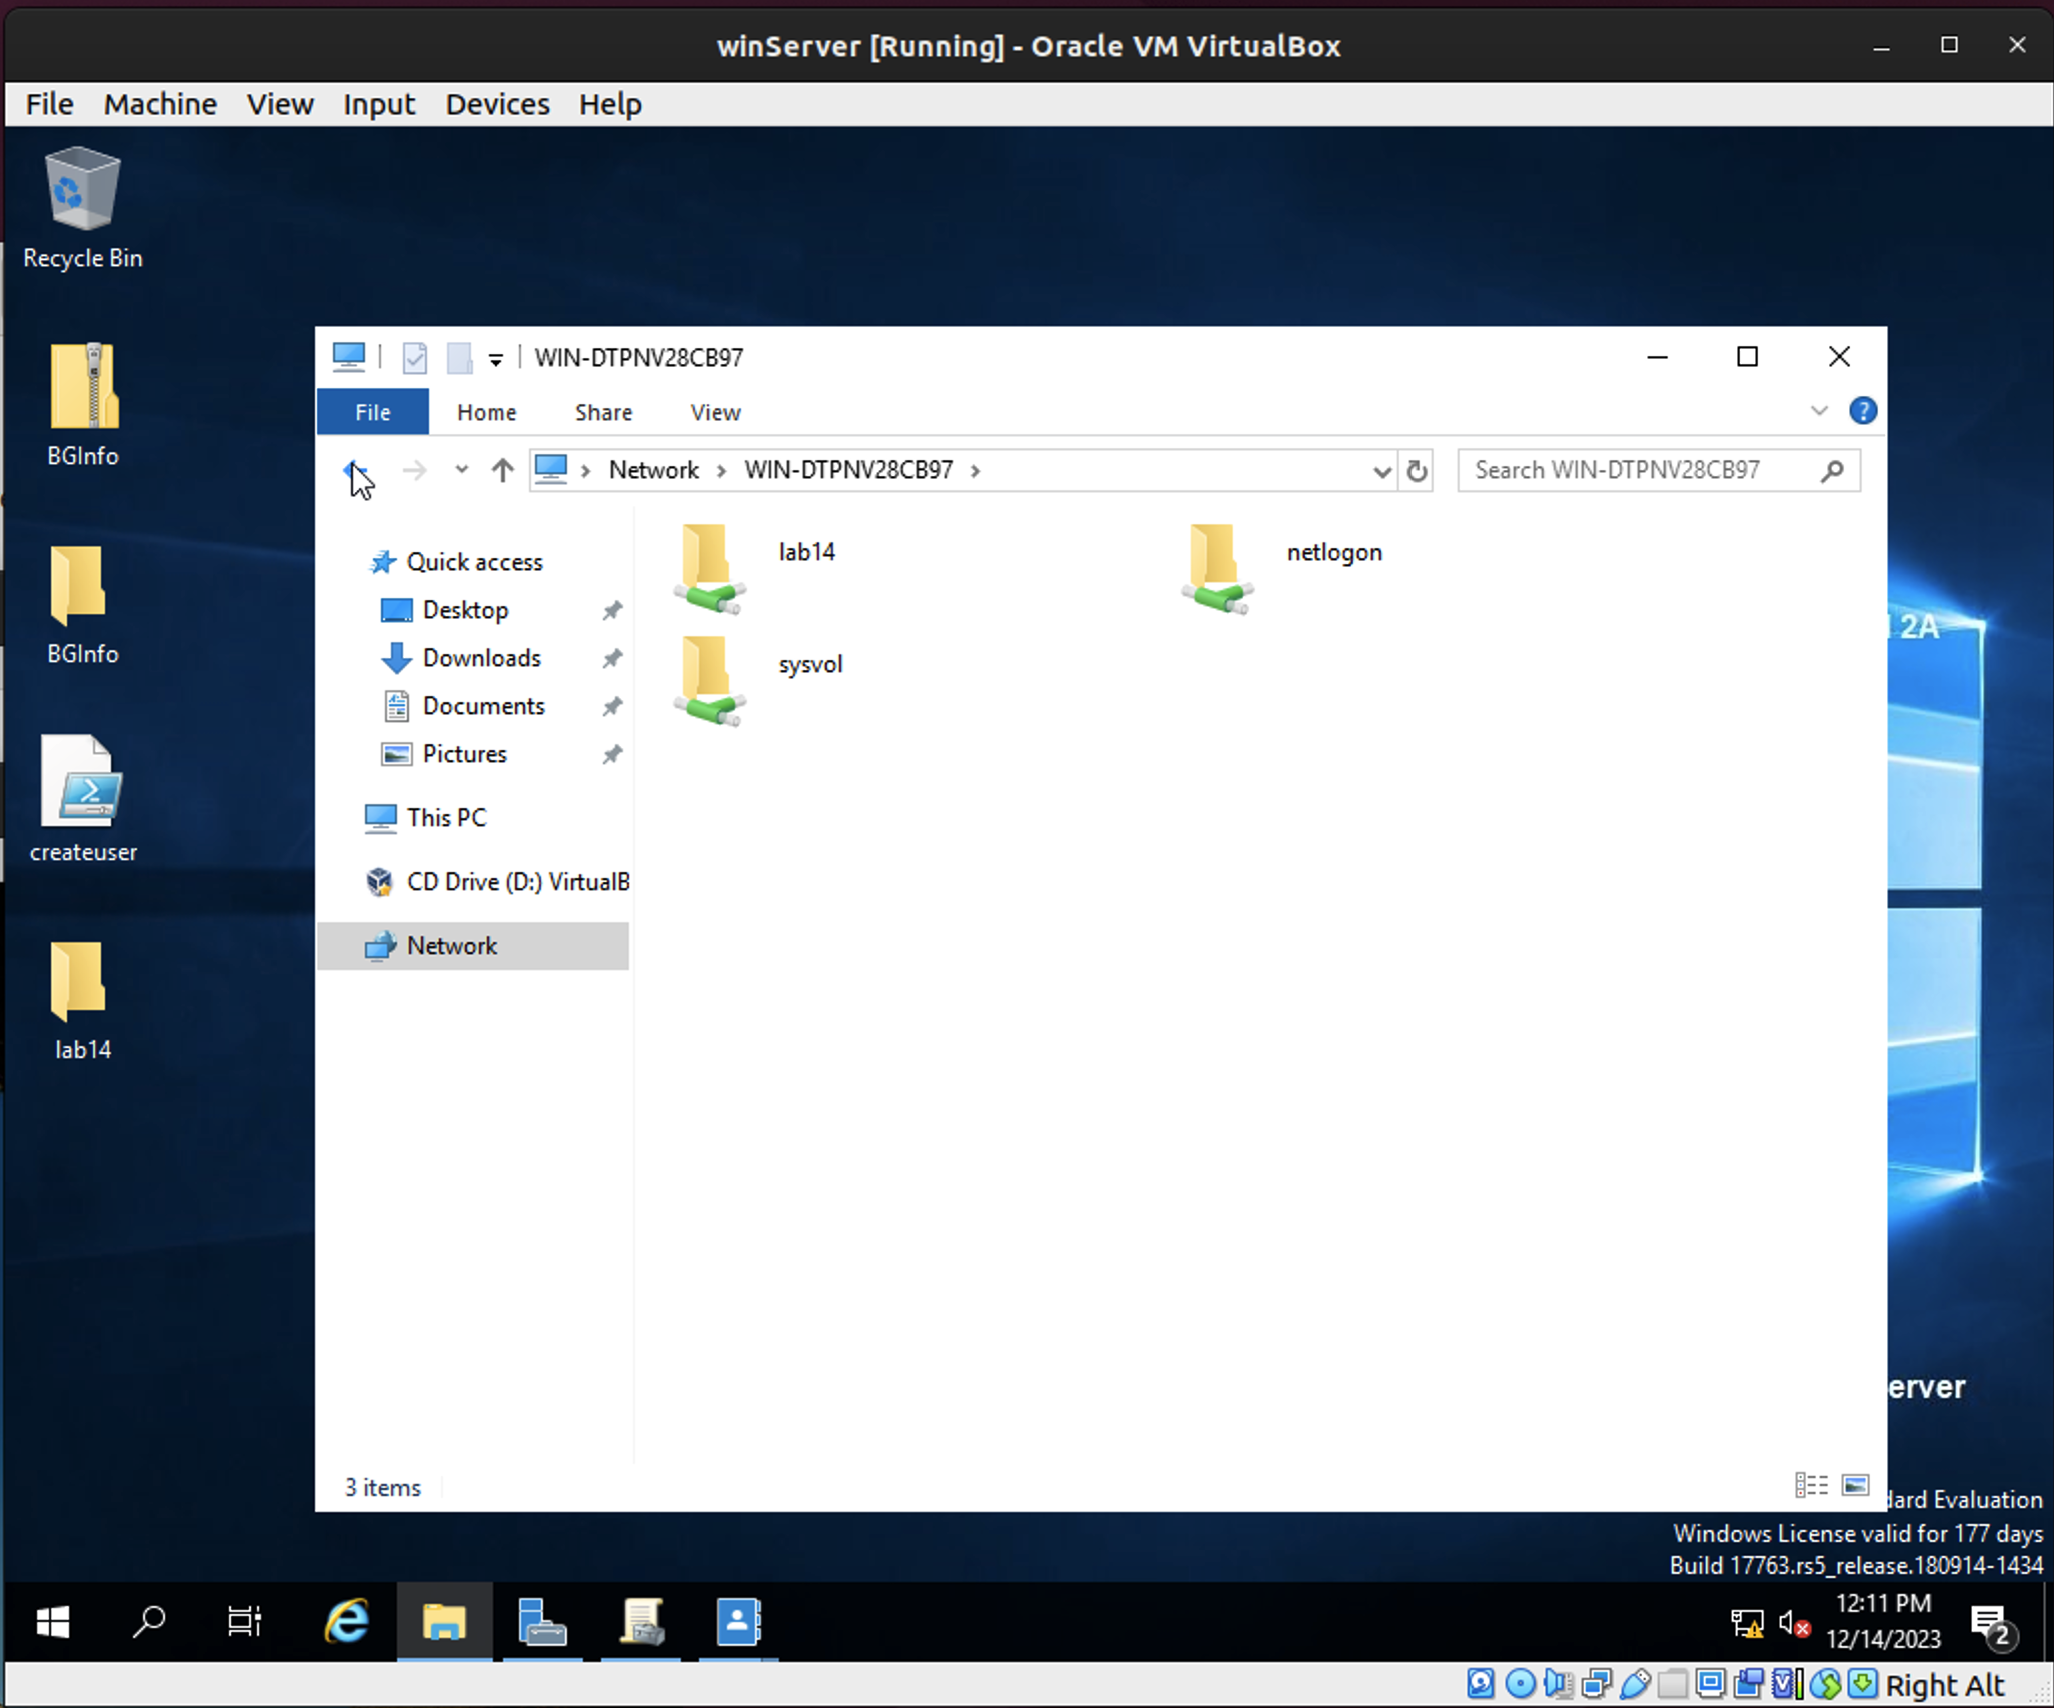 winServer [Running] - Oracle VM VirtualBox
File Machine View Input Devices Help
Recycle Bin
BGInfo
BGInfo
createuser
lab14
WIN-DTPNV28CB97
File Home Share View
Network WIN-DTPNV28CB97
Search WIN-DTPNV28CB97
Quick access
Desktop
Downloads
Documents
Pictures
This PC
CD Drive (D:) VirtualB
Network
lab14
netlogon
sysvol
3 items
2A
erver
dard Evaluation
Windows License valid for 177 days
Build 17763.rs5_release.180914-1434
12:11 PM
12/14/2023
2
Right Alt